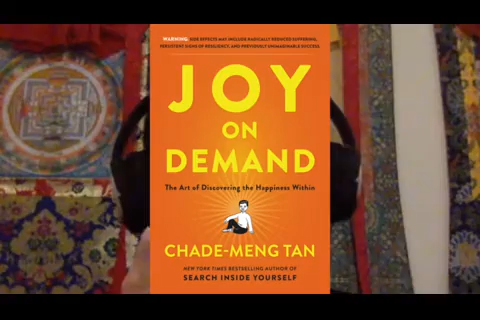 WARNING: SIDE EFFECTS MAY INCLUDE RADICALLY REDUCED SUFFERING,
PERSISTENT SIGNS OF RESILIENCY, AND PREVIOUSLY UNIMAGINABLE SUCCESS
JOY
ON
DEMAND
The Art of Discovering the Happiness Within
CHADE-MENG TAN
NEW YORK TIMES BESTSELLING AUTHOR OF
SEARCH INSIDE YOURSELF